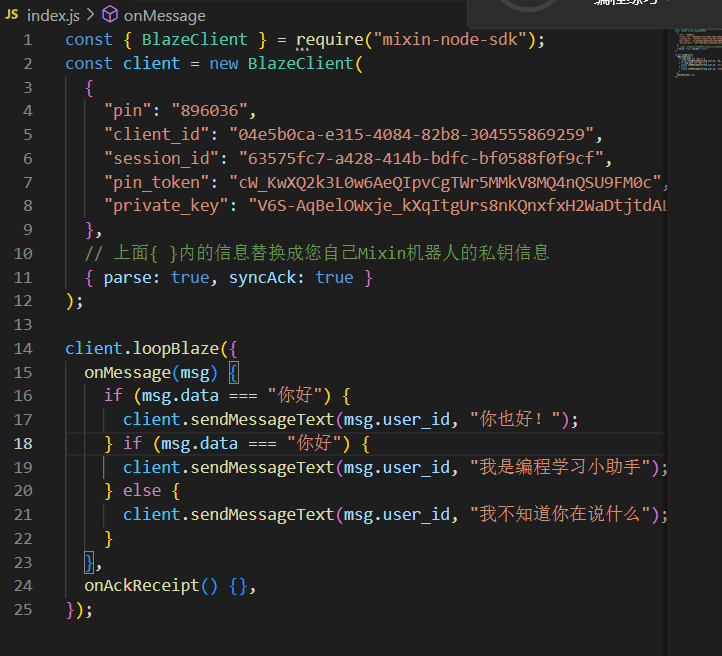 JS index.js > onMessage
编程练习
1 const { BlazeClient } = require("mixin-node-sdk");
2 const client = new BlazeClient(
3 {
4 "pin": "896036",
5 "client_id": "04e5b0ca-e315-4084-82b8-304555869259",
6 "session_id": "63575fc7-a428-414b-bdfc-bf0588f0f9cf",
7 "pin_token": "cW_KwXQ2k3L0w6AeQIpvCgTWr5MMkV8MQ4nQSU9FM0c",
8 "private_key": "V6S-AqBelOWxje_kXqItgUrs8nKQnxfxH2WaDtjtdAL
9 },
10 // 上面{ }内的信息替换成您自己Mixin机器人的私钥信息
11 { parse: true, syncAck: true }
12 );
13
14 client.loopBlaze({
15 onMessage(msg) {
16 if (msg.data === "你好") {
17 client.sendMessageText(msg.user_id, "你也好！");
18 } if (msg.data === "你好") {
19 client.sendMessageText(msg.user_id, "我是编程学习小助手");
20 } else {
21 client.sendMessageText(msg.user_id, "我不知道你在说什么");
22 }
23 },
24 onAckReceipt() {},
25 });